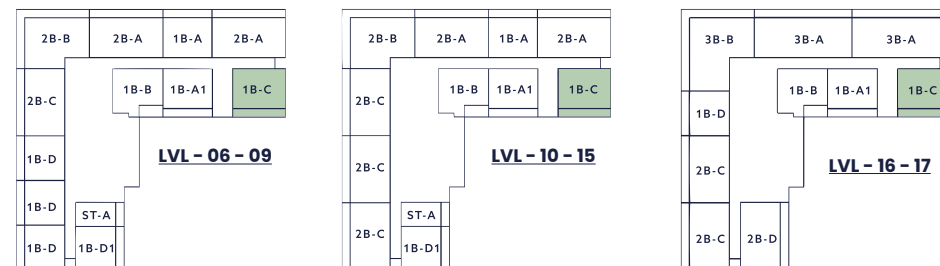 2B-B 2B-A 1B-A 2B-A
2B-C 1B-B 1B-A1 1B-C
1B-D
LVL - 06 - 09
1B-D
ST-A
1B-D 1B-D1
2B-B 2B-A 1B-A 2B-A
2B-C 1B-B 1B-A1 1B-C
LVL - 10 - 15
2B-C
ST-A
2B-C 1B-D1
3B-B 3B-A 3B-A
1B-B 1B-A1 1B-C
1B-D
LVL - 16 - 17
2B-C
2B-C 2B-D